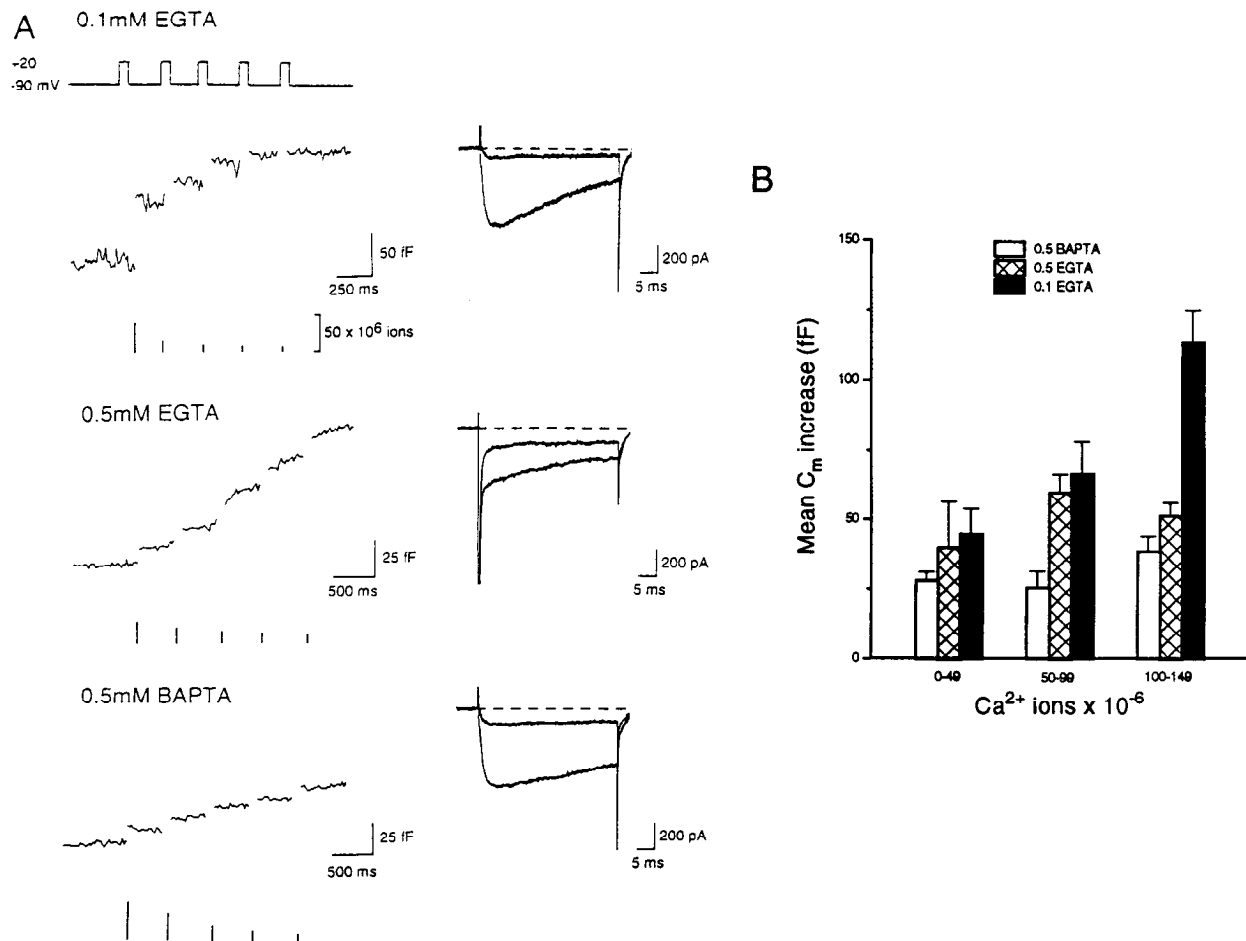 A
0.1mM EGTA
+20
-90 mV
50 fF
250 ms
200 pA
5 ms
50 x 10⁶ ions
0.5mM EGTA
25 fF
500 ms
200 pA
5 ms
0.5mM BAPTA
25 fF
500 ms
200 pA
5 ms
B
0.5 BAPTA
0.5 EGTA
0.1 EGTA
Mean Cₘ increase (fF)
150
100
50
0
0-49
50-99
100-149
Ca²⁺ ions x 10⁻⁶